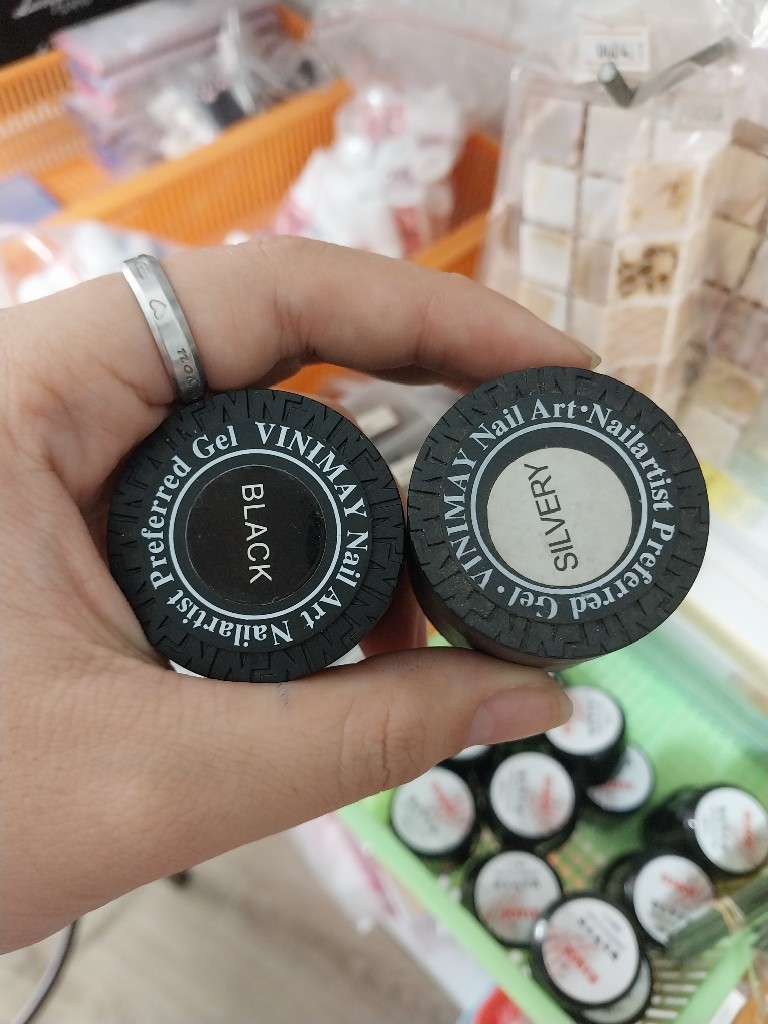 VINIMAY Nail Art Nailartist Preferred Gel
BLACK
VINIMAY Nail Art•Nailartist Preferred Gel•
SILVERY